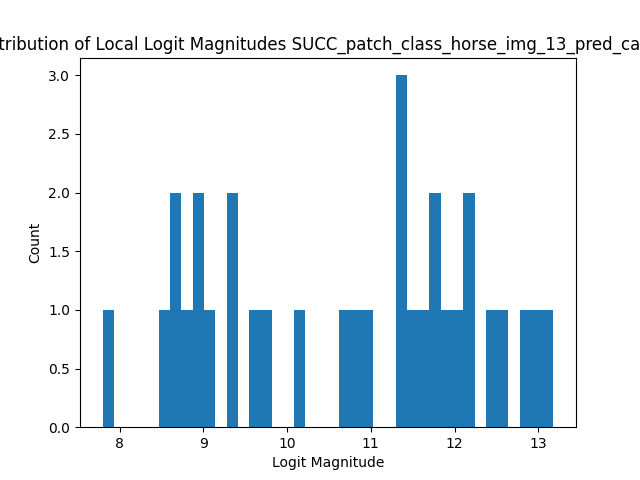 tribution of Local Logit Magnitudes SUCC_patch_class_horse_img_13_pred_ca
3.0
2.5
2.0
1.5
1.0
0.5
0.0
Count
8 9 10 11 12 13
Logit Magnitude